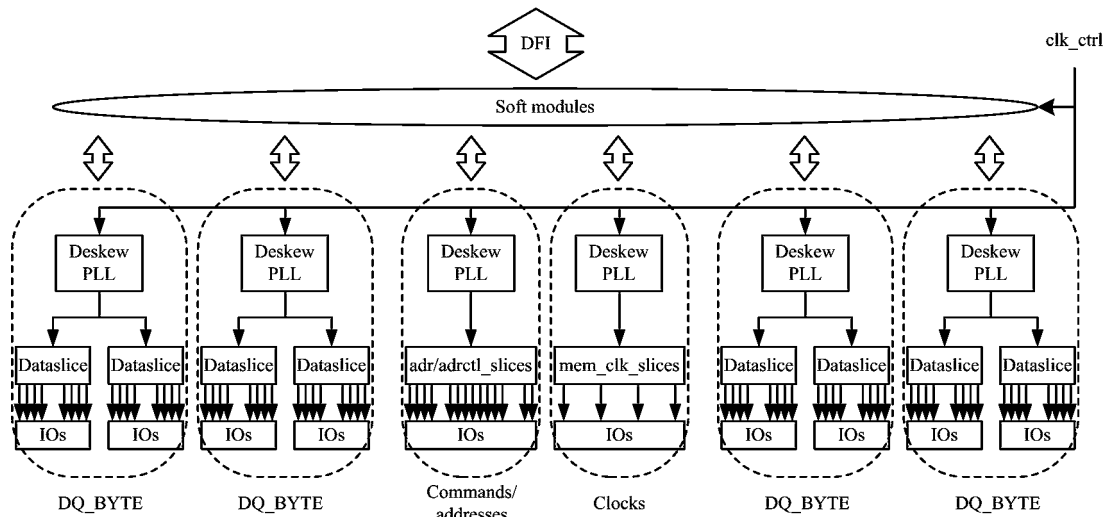 DFI
clk_ctrl
Soft modules
Deskew
PLL
Deskew
PLL
Deskew
PLL
Deskew
PLL
Deskew
PLL
Deskew
PLL
Dataslice
Dataslice
Dataslice
Dataslice
adr/adrctl_slices
mem_clk_slices
Dataslice
Dataslice
Dataslice
Dataslice
IOs
IOs
IOs
IOs
IOs
IOs
IOs
IOs
IOs
IOs
DQ_BYTE
DQ_BYTE
Commands/
addresses
Clocks
DQ_BYTE
DQ_BYTE